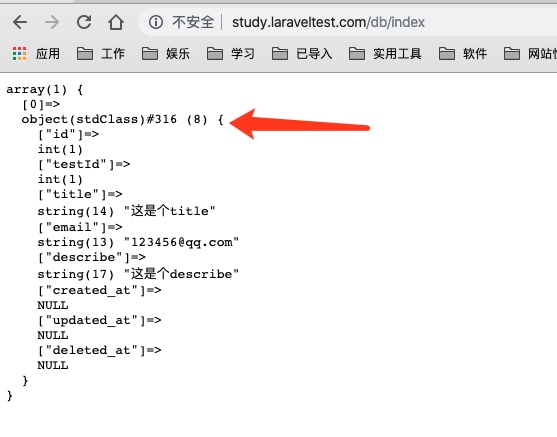 不安全 | study.laraveltest.com/db/index
应用 工作 娱乐 学习 已导入 实用工具 软件 网站性
array(1) {
  [0]=>
  object(stdClass)#316 (8) {
    ["id"]=>
    int(1)
    ["testId"]=>
    int(1)
    ["title"]=>
    string(14) "这是个title"
    ["email"]=>
    string(13) "123456@qq.com"
    ["describe"]=>
    string(17) "这是个describe"
    ["created_at"]=>
    NULL
    ["updated_at"]=>
    NULL
    ["deleted_at"]=>
    NULL
  }
}